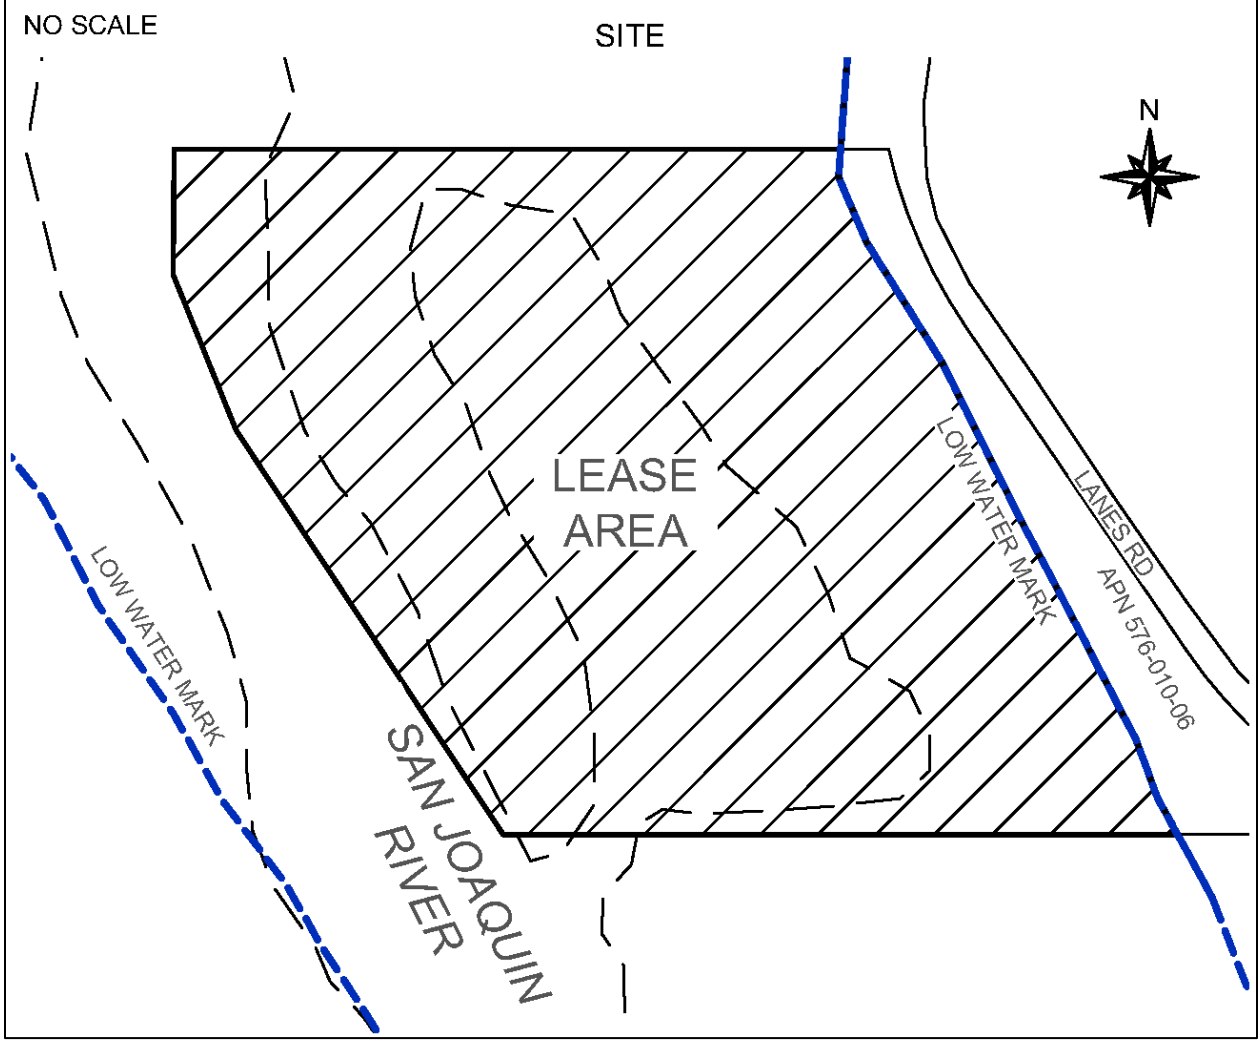 NO SCALE
SITE
N
LEASE
AREA
LOW WATER MARK
LANES RD
APN 576-010-06
LOW WATER MARK
SAN JOAQUIN
RIVER